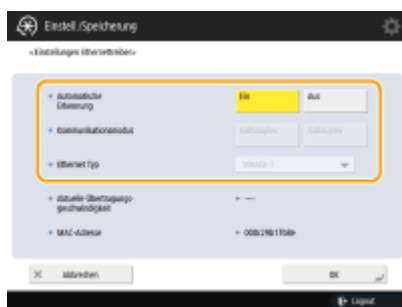 Einstell./Speicherung
<Einstellungen Ethernettreiber>
Automatische
Erkennung
Ein
Aus
Kommunikationsmodus
Halbduplex
Vollduplex
Ethernet Typ
Aktuelle Übertragungs-
geschwindigkeit
----
MAC-Adresse
Abbrechen
OK
Logout